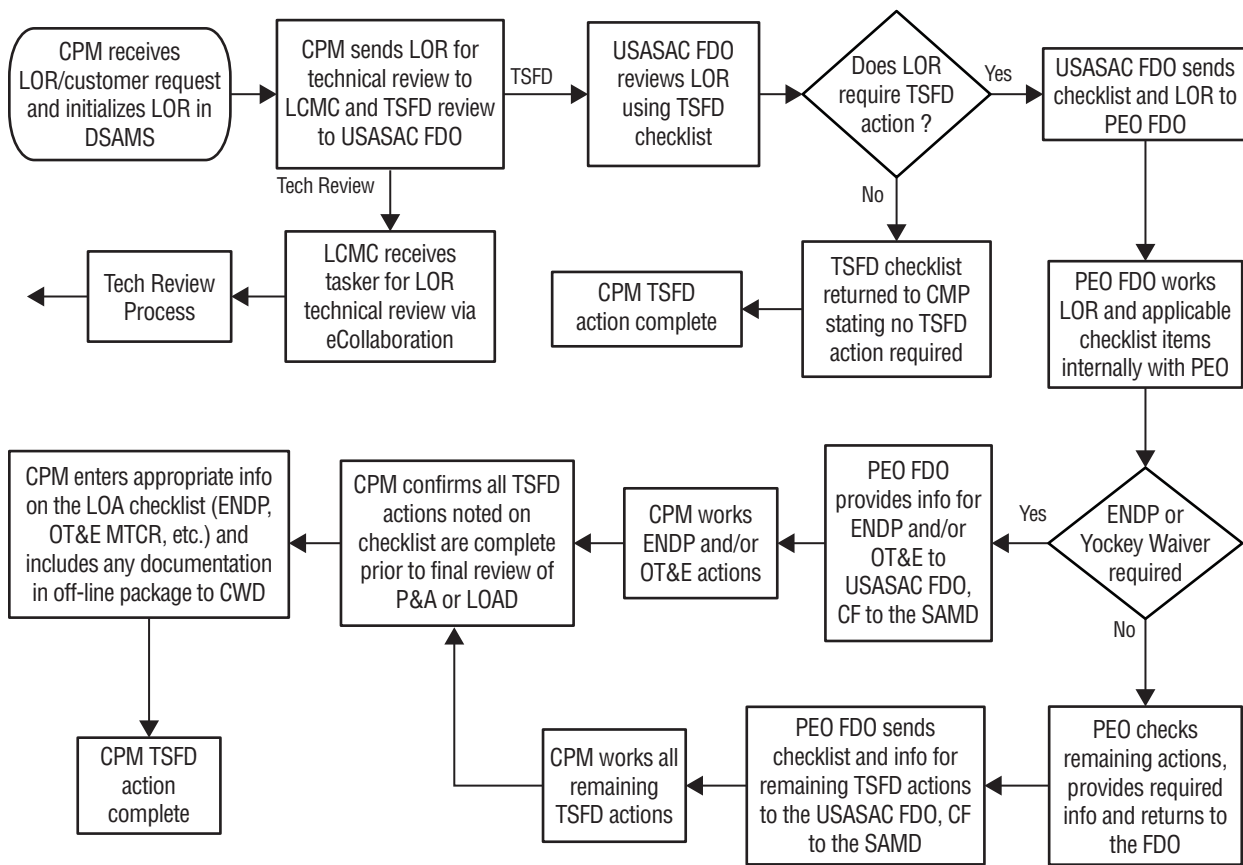 CPM receives
LOR/customer request
and initializes LOR in
DSAMS
CPM sends LOR for
technical review to
LCMC and TSFD review
to USASAC FDO
TSFD
USASAC FDO
reviews LOR
using TSFD
checklist
Does LOR
require TSFD
action ?
Yes
USASAC FDO sends
checklist and LOR to
PEO FDO
Tech Review
No
Tech Review
Process
LCMC receives
tasker for LOR
technical review via
eCollaboration
CPM TSFD
action complete
TSFD checklist
returned to CMP
stating no TSFD
action required
PEO FDO works
LOR and applicable
checklist items
internally with PEO
CPM enters appropriate info
on the LOA checklist (ENDP,
OT&E MTCR, etc.) and
includes any documentation
in off-line package to CWD
CPM confirms all TSFD
actions noted on
checklist are complete
prior to final review of
P&A or LOAD
CPM works
ENDP and/or
OT&E actions
PEO FDO
provides info for
ENDP and/or
OT&E to
USASAC FDO,
CF to the SAMD
Yes
ENDP or
Yockey Waiver
required
No
CPM TSFD
action
complete
CPM works all
remaining
TSFD actions
PEO FDO sends
checklist and info for
remaining TSFD actions
to the USASAC FDO, CF
to the SAMD
PEO checks
remaining actions,
provides required
info and returns to
the FDO